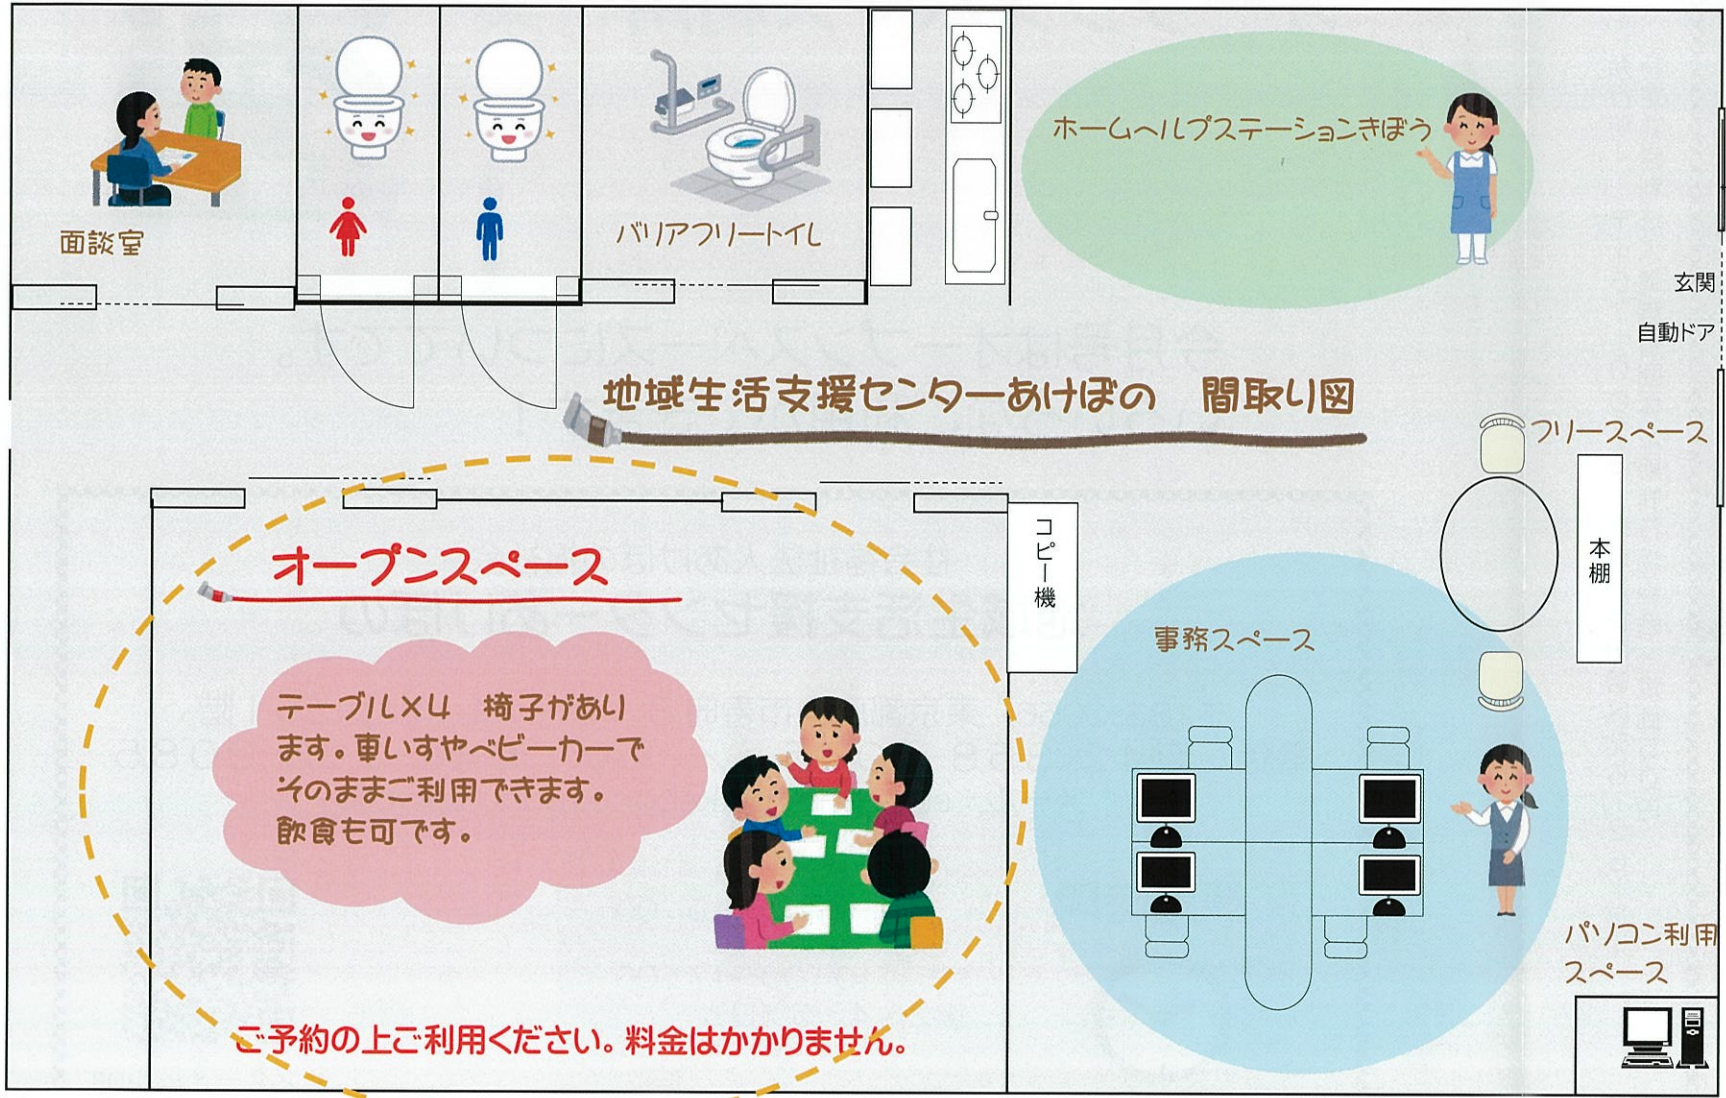 面談室
バリアフリートイレ
ホームヘルプステーションきぼう
玄関
自動ドア
地域生活支援センターあけぼの　間取り図
フリースペース
オープンスペース
コピー機
本棚
事務スペース
テーブル×4　椅子があり
ます。車いすやベビーカーで
そのままご利用できます。
飲食も可です。
パソコン利用
スペース
ご予約の上ご利用ください。料金はかかりません。